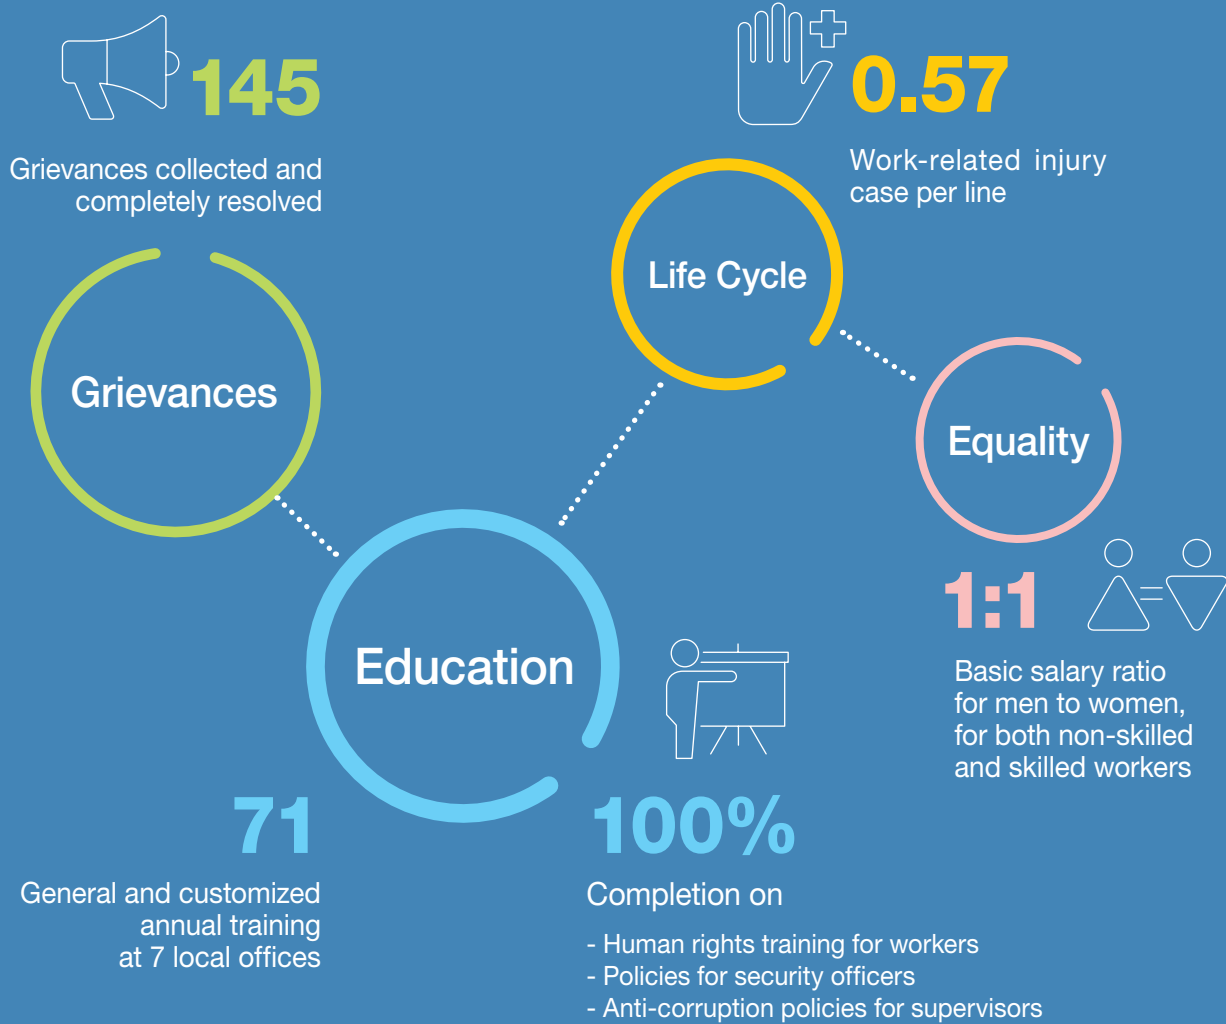 145
Grievances collected and
completely resolved
Grievances
0.57
Work-related injury
case per line
Life Cycle
Equality
1:1
Basic salary ratio
for men to women,
for both non-skilled
and skilled workers
Education
71
General and customized
annual training
at 7 local offices
100%
Completion on
- Human rights training for workers
- Policies for security officers
- Anti-corruption policies for supervisors